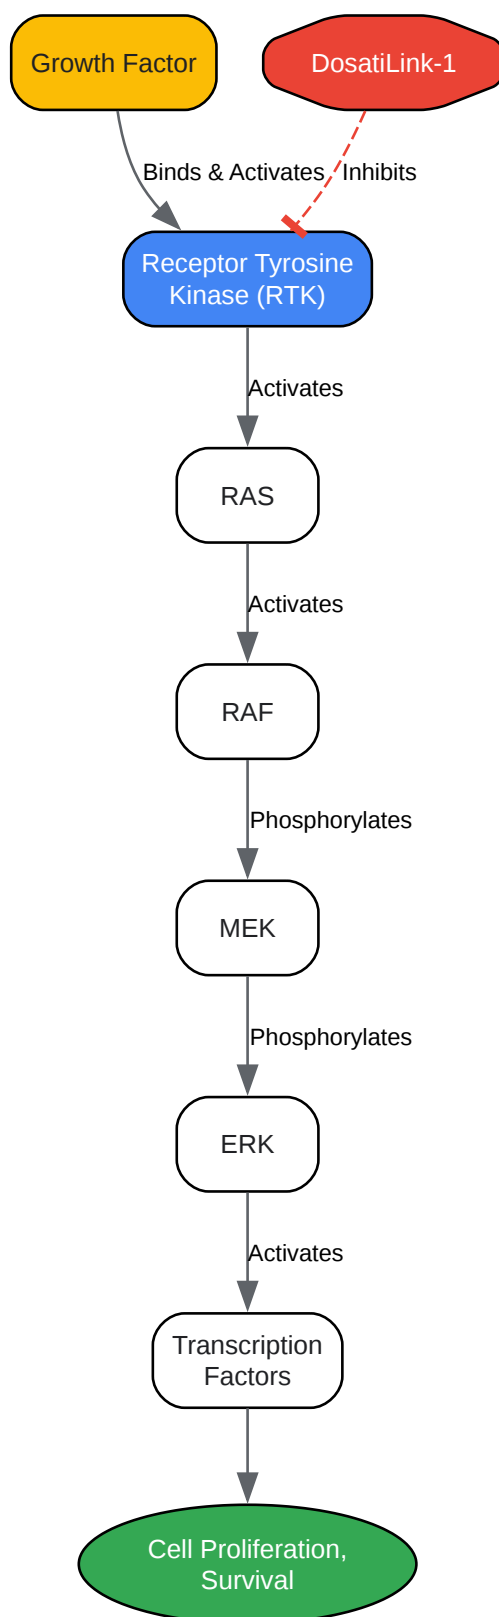 Growth Factor
DosatiLink-1
Binds & Activates
Inhibits
Receptor Tyrosine
Kinase (RTK)
Activates
RAS
Activates
RAF
Phosphorylates
MEK
Phosphorylates
ERK
Activates
Transcription
Factors
Cell Proliferation,
Survival